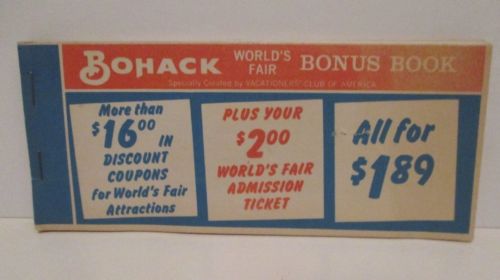 BOHACK WORLD'S FAIR BONUS BOOK
Specially Created by VACATIONERS' CLUB OF AMERICA
More than
$16.00 IN
DISCOUNT
COUPONS
for World's Fair
Attractions
PLUS YOUR
$2.00
WORLD'S FAIR
ADMISSION
TICKET
All for
$1.89